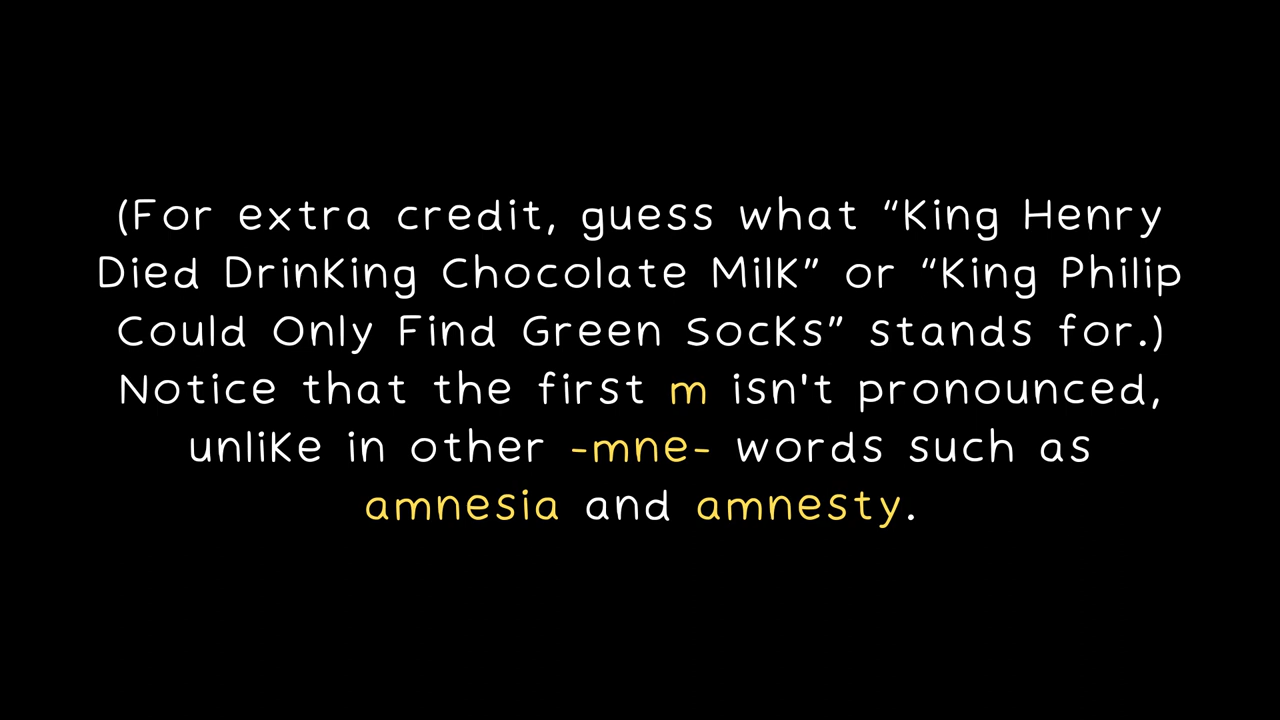 (For extra credit, guess what “King Henry
Died Drinking Chocolate Milk” or “King Philip
Could Only Find Green Socks” stands for.)
Notice that the first m isn't pronounced,
unlike in other -mne- words such as
amnesia and amnesty.